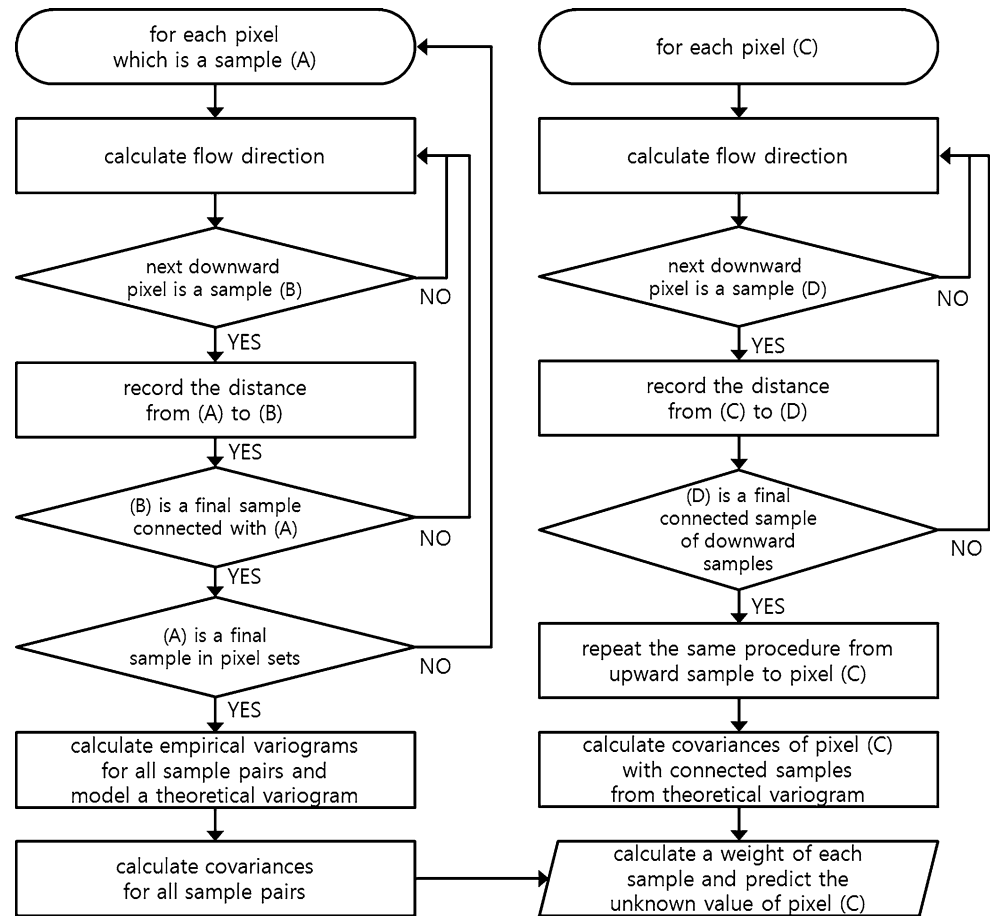 for each pixel
which is a sample (A)
calculate flow direction
next downward
pixel is a sample (B)
NO
YES
record the distance
from (A) to (B)
YES
(B) is a final sample
connected with (A)
NO
YES
(A) is a final
sample in pixel sets
NO
YES
calculate empirical variograms
for all sample pairs and
model a theoretical variogram
calculate covariances
for all sample pairs
for each pixel (C)
calculate flow direction
next downward
pixel is a sample (D)
NO
YES
record the distance
from (C) to (D)
(D) is a final
connected sample
of downward
samples
NO
YES
repeat the same procedure from
upward sample to pixel (C)
calculate covariances of pixel (C)
with connected samples
from theoretical variogram
calculate a weight of each
sample and predict the
unknown value of pixel (C)